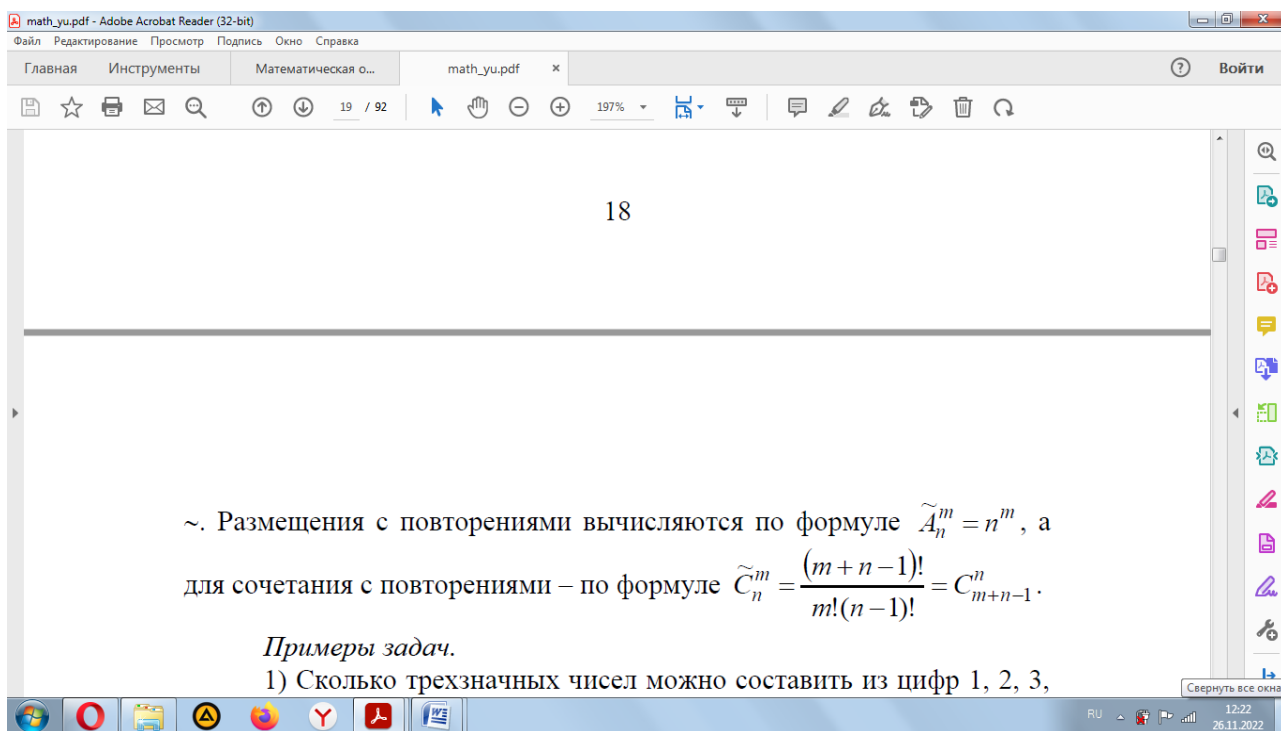 math_yu.pdf - Adobe Acrobat Reader (32-bit)
Файл Редактирование Просмотр Подпись Окно Справка
Главная Инструменты Математическая о... math_yu.pdf × ? Войти
19 / 92 197%
18
~. Размещения с повторениями вычисляются по формуле Ã_n^m = n^m, а
для сочетания с повторениями – по формуле C̃_n^m = (m+n−1)! / m!(n−1)! = C_{m+n−1}^n.
Примеры задач.
1) Сколько трехзначных чисел можно составить из цифр 1, 2, 3,
Свернуть все окна
RU 12:22
26.11.2022